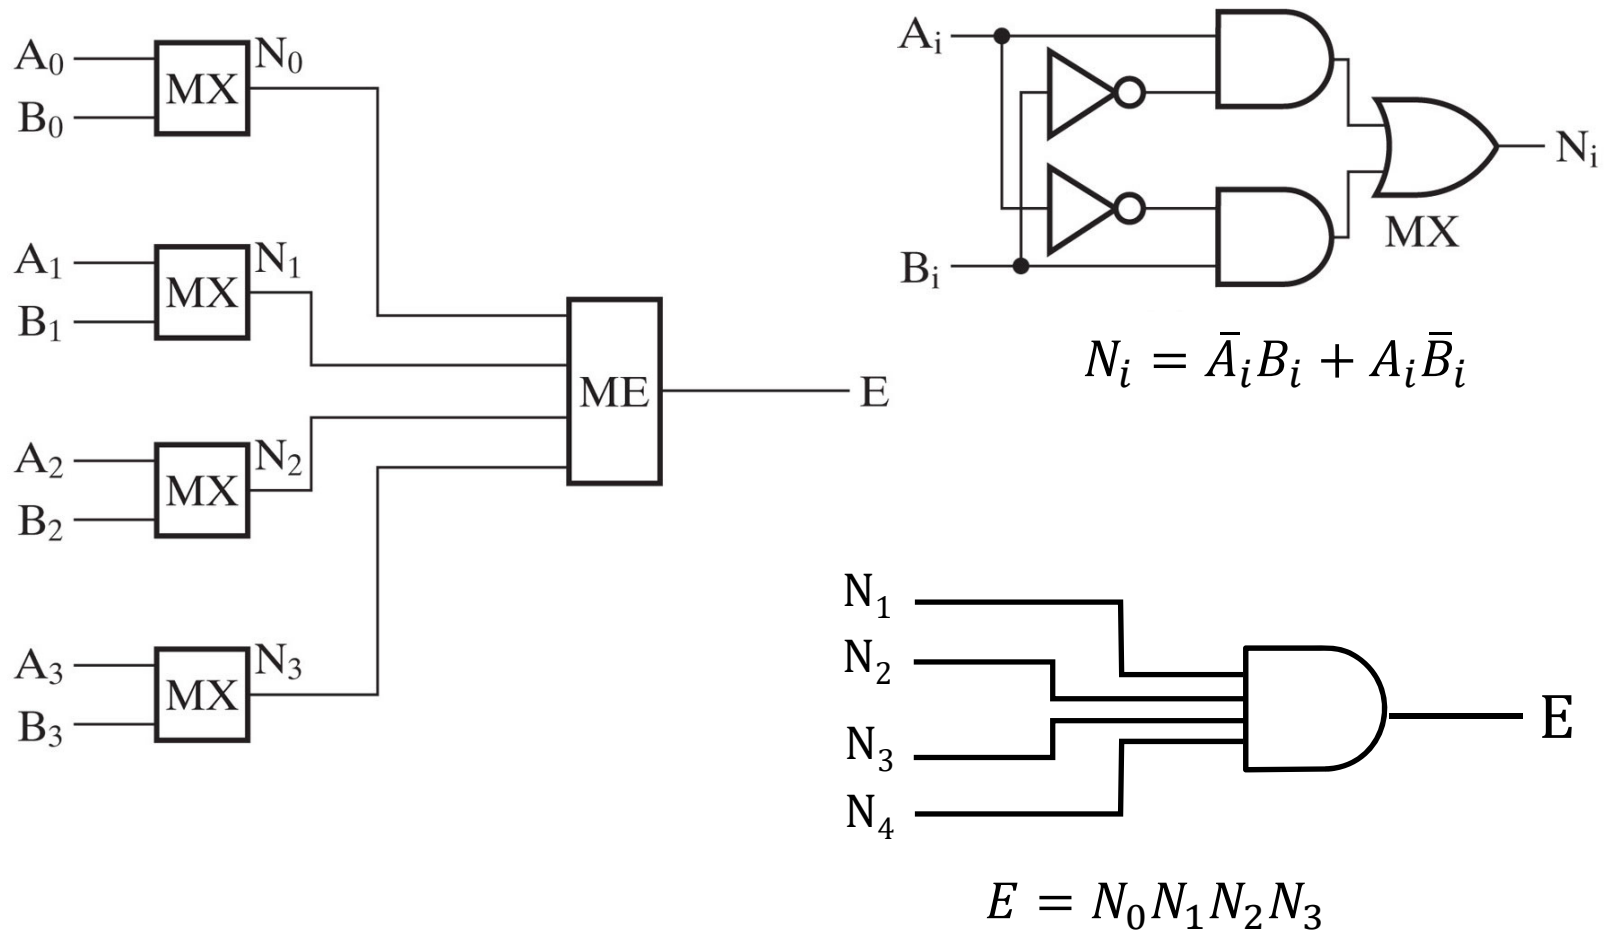 A₀
B₀
MX
N₀
A₁
B₁
MX
N₁
A₂
B₂
MX
N₂
A₃
B₃
MX
N₃
ME
E
Aᵢ
Bᵢ
Nᵢ
MX
Nᵢ = A̅ᵢBᵢ + AᵢB̅ᵢ
N₁
N₂
N₃
N₄
E
E = N₀N₁N₂N₃